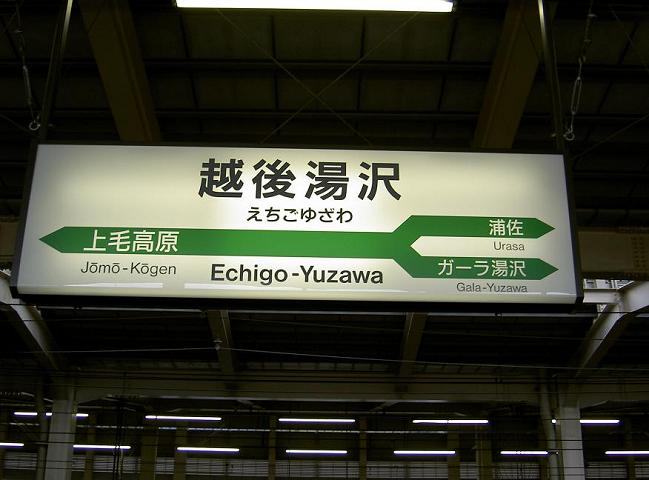 越後湯沢
えちごゆざわ
上毛高原
Jōmō-Kōgen
Echigo-Yuzawa
浦佐
Urasa
ガーラ湯沢
Gala-Yuzawa